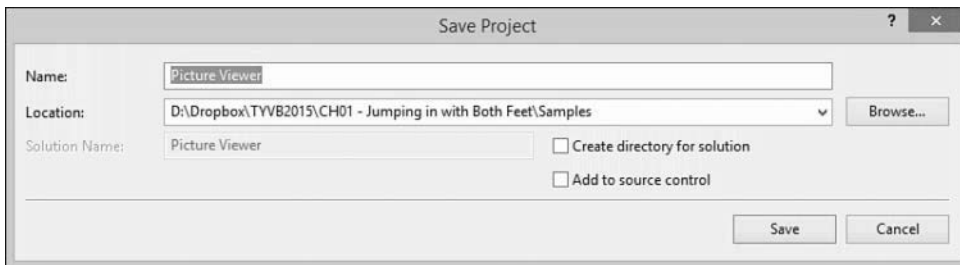 Save Project
?
Name:
Picture Viewer
Location:
D:\Dropbox\TYVB2015\CH01 - Jumping in with Both Feet\Samples
Browse...
Solution Name:
Picture Viewer
Create directory for solution
Add to source control
Save
Cancel